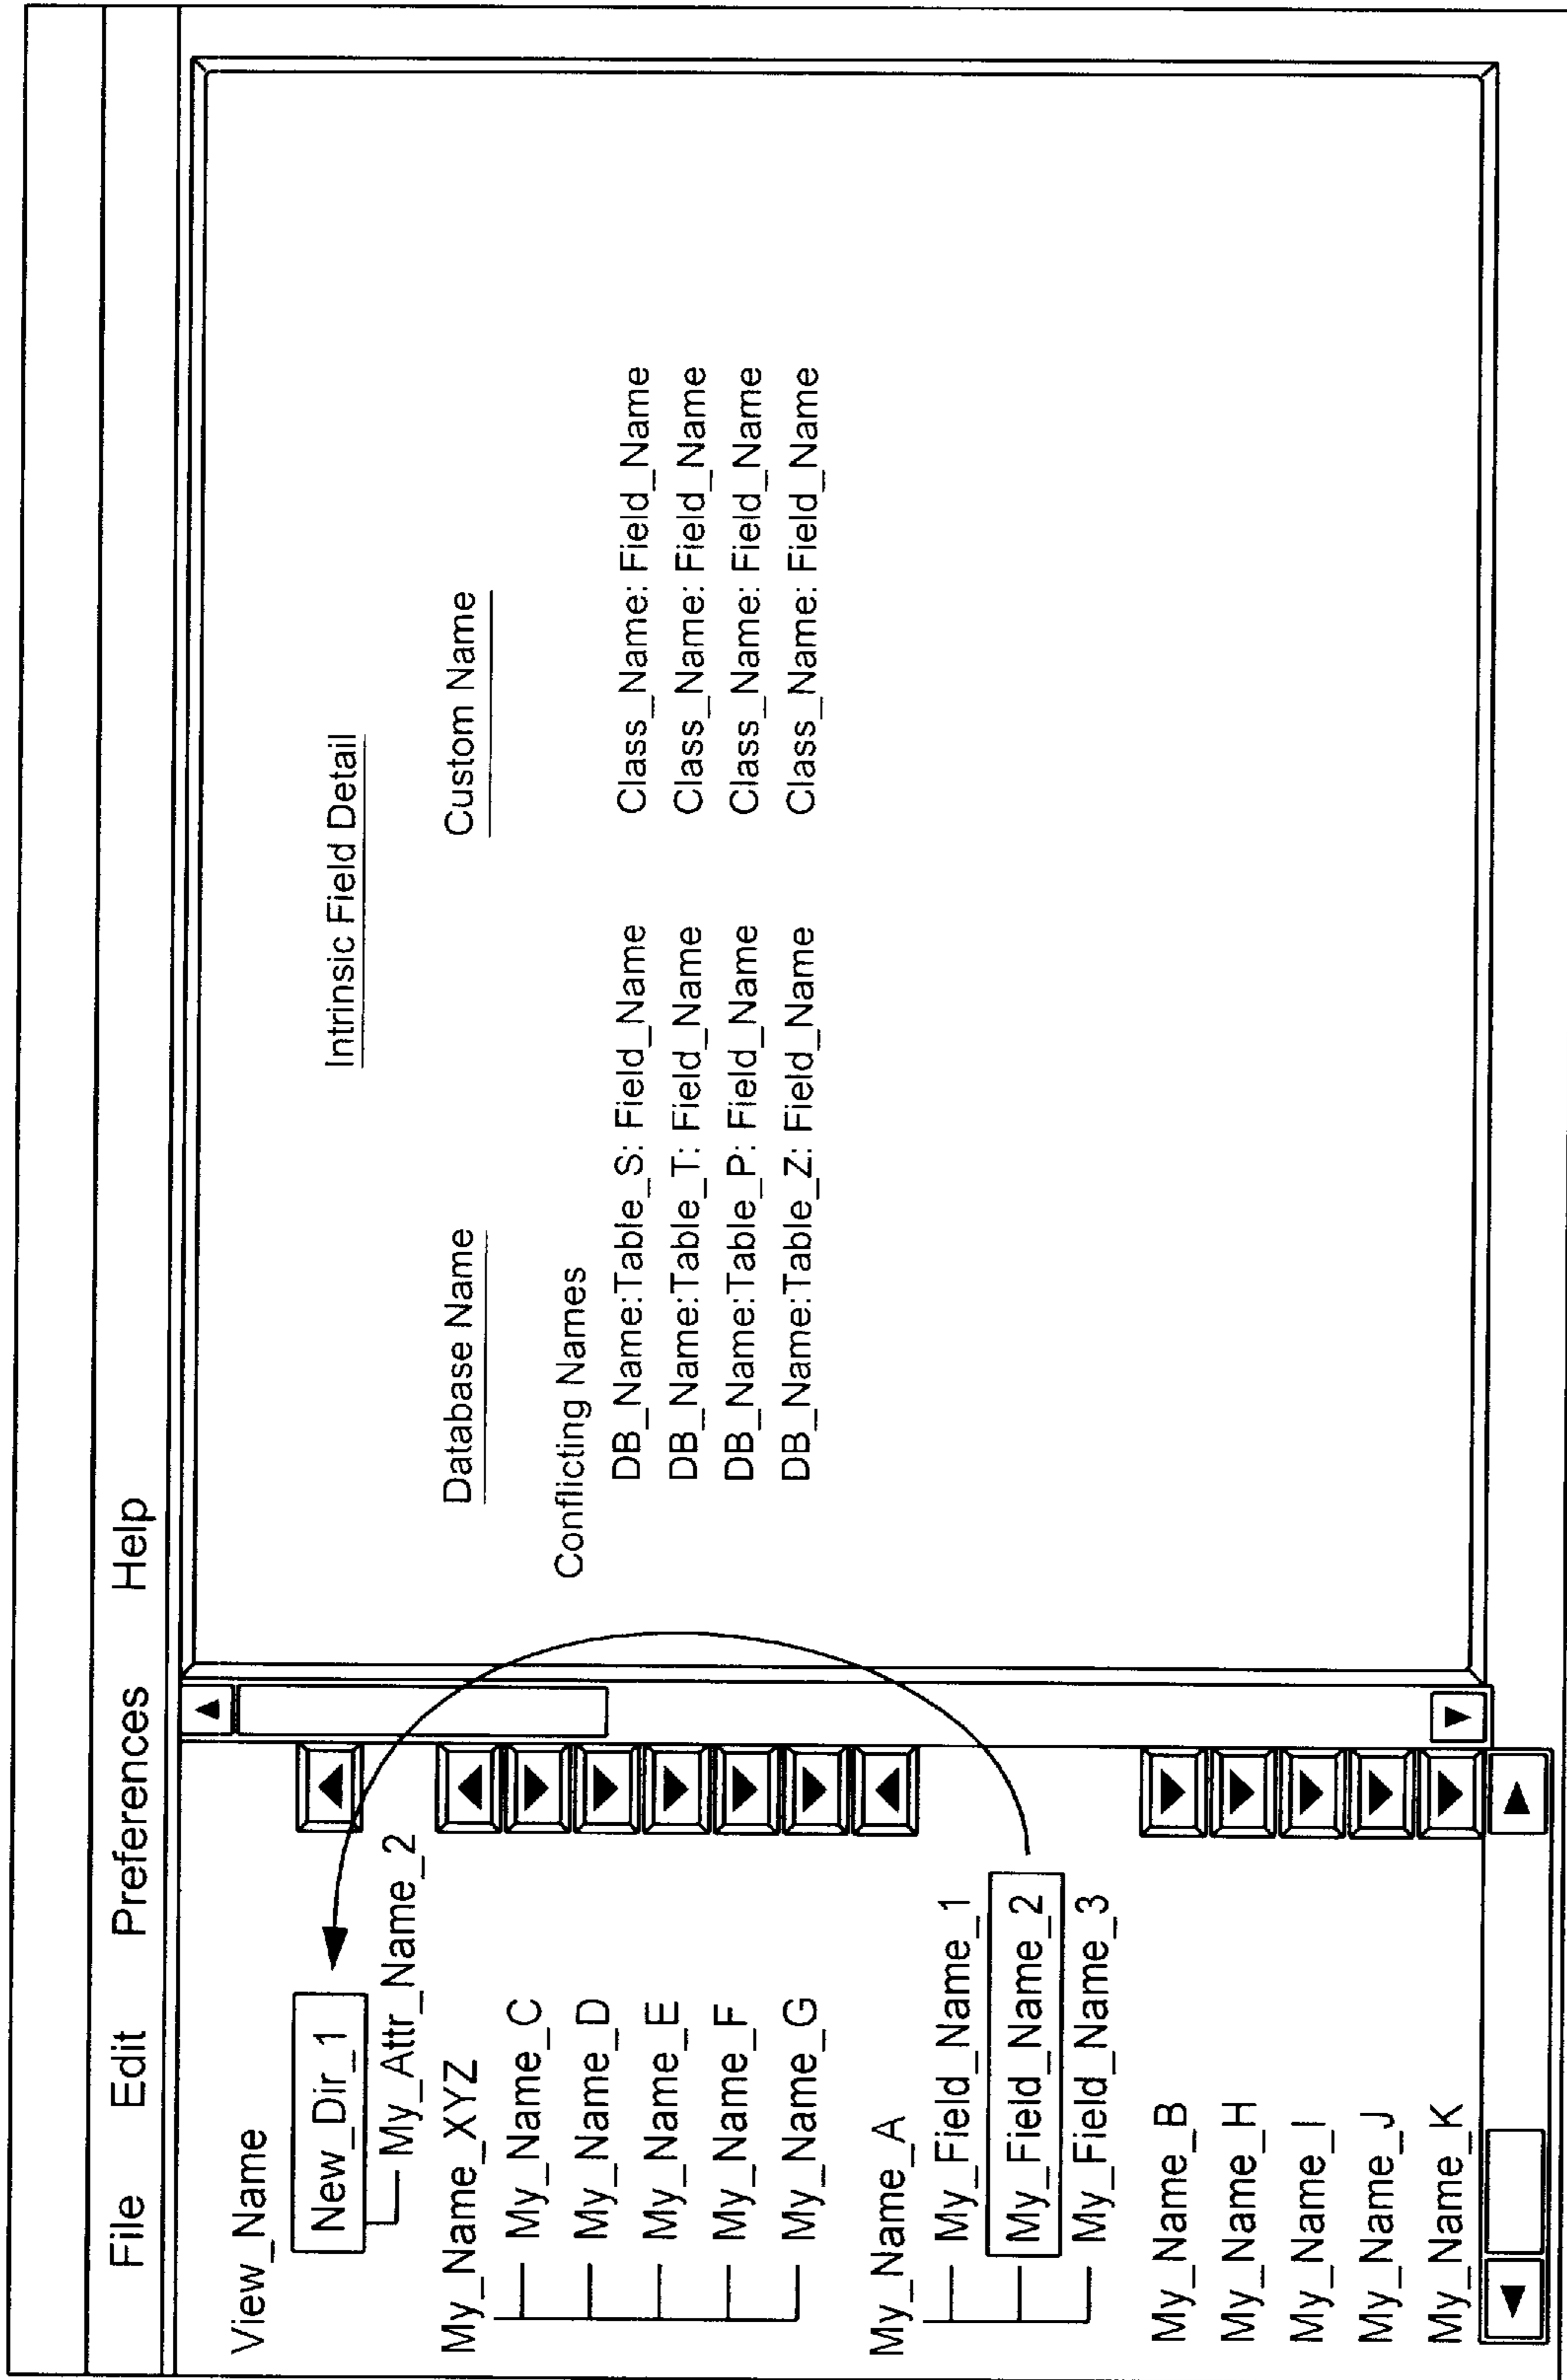 File Edit Preferences Help
View_Name
New_Dir_1
My_Attr_Name_2
My_Name_XYZ
My_Name_C
My_Name_D
My_Name_E
My_Name_F
My_Name_G
My_Name_A
My_Field_Name_1
My_Field_Name_2
My_Field_Name_3
My_Name_B
My_Name_H
My_Name_I
My_Name_J
My_Name_K
Intrinsic Field Detail
Database Name Custom Name
Conflicting Names
DB_Name:Table_S: Field_Name Class_Name: Field_Name
DB_Name:Table_T: Field_Name Class_Name: Field_Name
DB_Name:Table_P: Field_Name Class_Name: Field_Name
DB_Name:Table_Z: Field_Name Class_Name: Field_Name